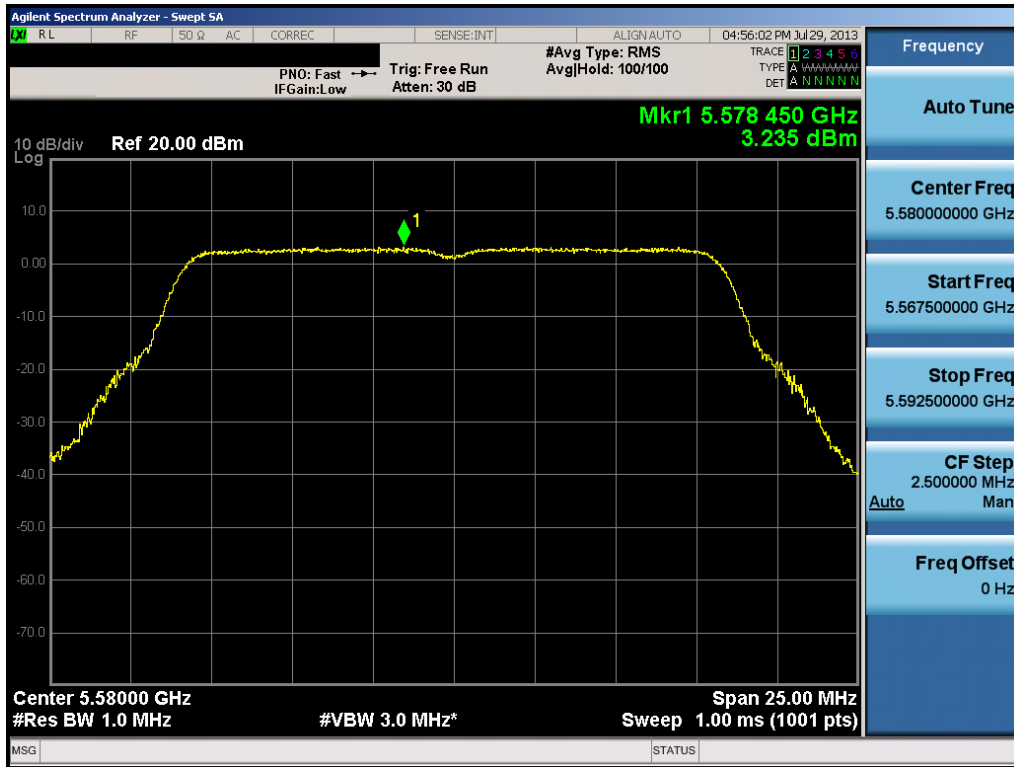 Agilent Spectrum Analyzer - Swept SA
LXI RL RF 50 Ω AC CORREC SENSE:INT ALIGN AUTO 04:56:02 PM Jul 29, 2013
PNO: Fast
IFGain:Low
Trig: Free Run
Atten: 30 dB
#Avg Type: RMS
Avg|Hold: 100/100
TRACE 1 2 3 4 5 6
TYPE A WWWWW
DET A N N N N N
Mkr1 5.578 450 GHz
3.235 dBm
10 dB/div Ref 20.00 dBm
Log
10.0
1
0.00
-10.0
-20.0
-30.0
-40.0
-50.0
-60.0
-70.0
Center 5.58000 GHz Span 25.00 MHz
#Res BW 1.0 MHz #VBW 3.0 MHz* Sweep 1.00 ms (1001 pts)
MSG STATUS
Frequency
Auto Tune
Center Freq
5.580000000 GHz
Start Freq
5.567500000 GHz
Stop Freq
5.592500000 GHz
CF Step
2.500000 MHz
Auto Man
Freq Offset
0 Hz